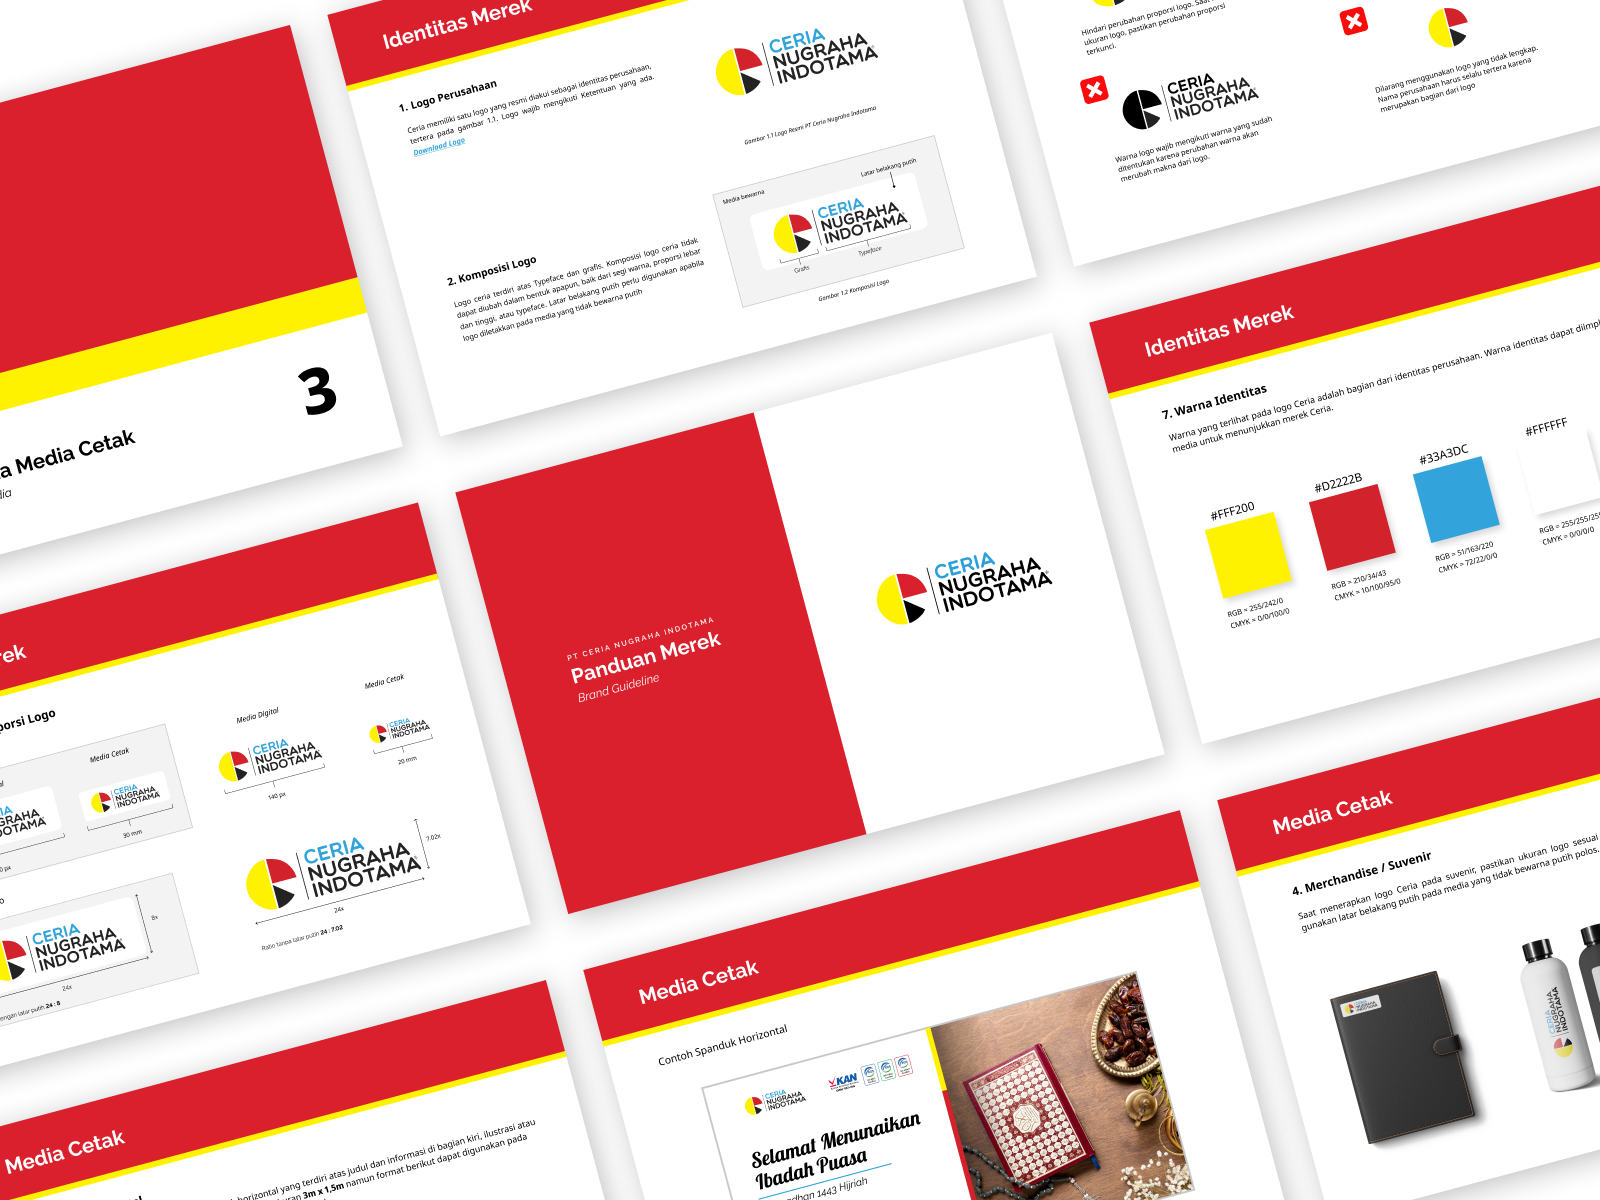 3
a Media Cetak
Identitas Merek
1. Logo Perusahaan
Ceria memiliki satu logo yang resmi diakui sebagai identitas perusahaan,
tertera pada gambar 1.1. Logo wajib mengikuti Ketentuan yang ada.
Download Logo
CERIA
NUGRAHA
INDOTAMA
Gambar 1.1 Logo Resmi PT Ceria Nugraha Indotama
2. Komposisi Logo
Logo ceria terdiri atas Typeface dan grafis. Komposisi logo ceria tidak
dapat diubah dalam bentuk apapun, baik dari segi warna, proporsi lebar
dan tinggi, atau typeface. Latar belakang putih perlu digunakan apabila
logo diletakkan pada media yang tidak bewarna putih
Media bewarna
Latar belakang putih
CERIA
NUGRAHA
INDOTAMA
Grafis
Typeface
Gambar 1.2 Komposisi Logo
Hindari perubahan proporsi logo. Saat
ukuran logo, pastikan perubahan proporsi
terkunci.
CERIA
NUGRAHA
INDOTAMA
Warna logo wajib mengikuti warna yang sudah
ditentukan karena perubahan warna akan
merubah makna dari logo.
Dilarang menggunakan logo yang tidak lengkap.
Nama perusahaan harus selalu tertera karena
merupakan bagian dari logo
Identitas Merek
7. Warna Identitas
Warna yang terlihat pada logo Ceria adalah bagian dari identitas perusahaan. Warna identitas dapat
media untuk menunjukkan merek Ceria.
#FFF200
RGB = 255/242/0
CMYK = 0/0/100/0
#D2222B
RGB = 210/34/43
CMYK = 10/100/95/0
#33A3DC
RGB = 51/163/220
CMYK = 72/22/0/0
#FFFFFF
RGB = 255/255/255
CMYK = 0/0/0/0
PT CERIA NUGRAHA INDOTAMA
Panduan Merek
Brand Guideline
CERIA
NUGRAHA
INDOTAMA
rek
porsi Logo
Media Cetak
CERIA
NUGRAHA
INDOTAMA
30 mm
Media Digital
CERIA
NUGRAHA
INDOTAMA
140 px
Media Cetak
CERIA
NUGRAHA
INDOTAMA
20 mm
CERIA
NUGRAHA
INDOTAMA
8x
24x
24 : 8
CERIA
NUGRAHA
INDOTAMA
7.02x
24x
Ratio tanpa latar putih 24 : 7.02
Media Cetak
horizontal yang terdiri atas judul dan informasi di bagian kiri, ilustrasi atau
3m x 1,5m namun format berikut dapat digunakan pada
Media Cetak
Contoh Spanduk Horizontal
CERIA
NUGRAHA
INDOTAMA
KAN
Selamat Menunaikan
Ibadah Puasa
adhan 1443 Hijriah
Media Cetak
4. Merchandise / Suvenir
Saat menerapkan logo Ceria pada suvenir, pastikan ukuran logo sesuai
gunakan latar belakang putih pada media yang tidak bewarna putih polos.
CERIA
NUGRAHA
INDOTAMA